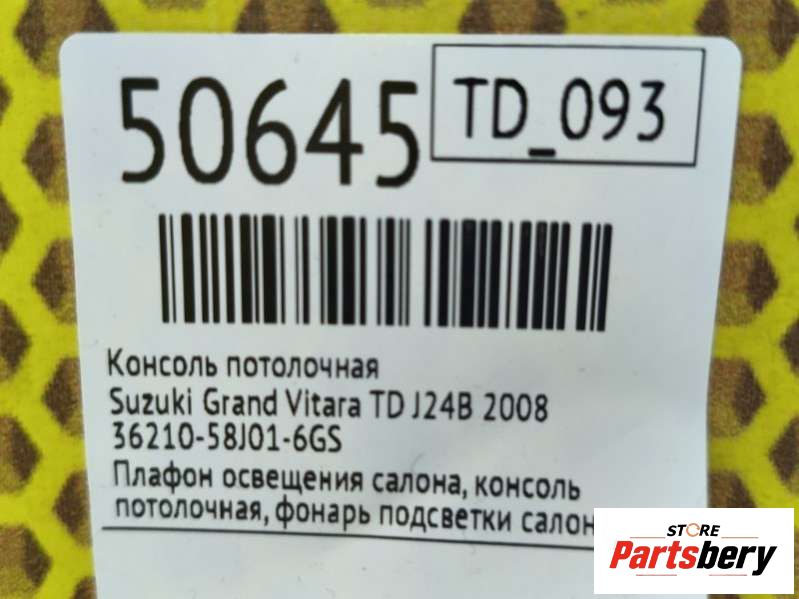 50645
TD_093
Консоль потолочная
Suzuki Grand Vitara TD J24B 2008
36210-58J01-6GS
Плафон освещения салона, консоль
потолочная, фонарь подсветки
STORE
Partsbery